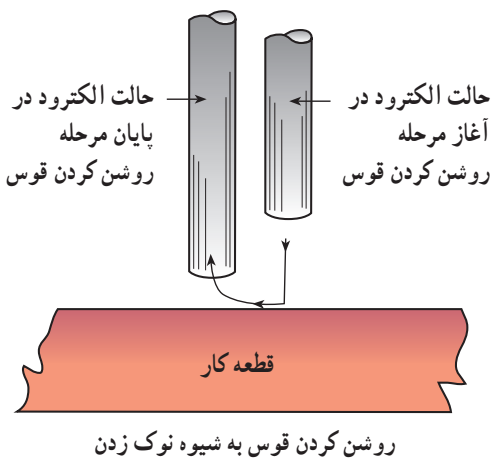 حالت الکترود در
آغاز مرحله
روشن کردن قوس
حالت الکترود در
پایان مرحله
روشن کردن قوس
قطعه کار
روشن کردن قوس به شیوه نوک زدن